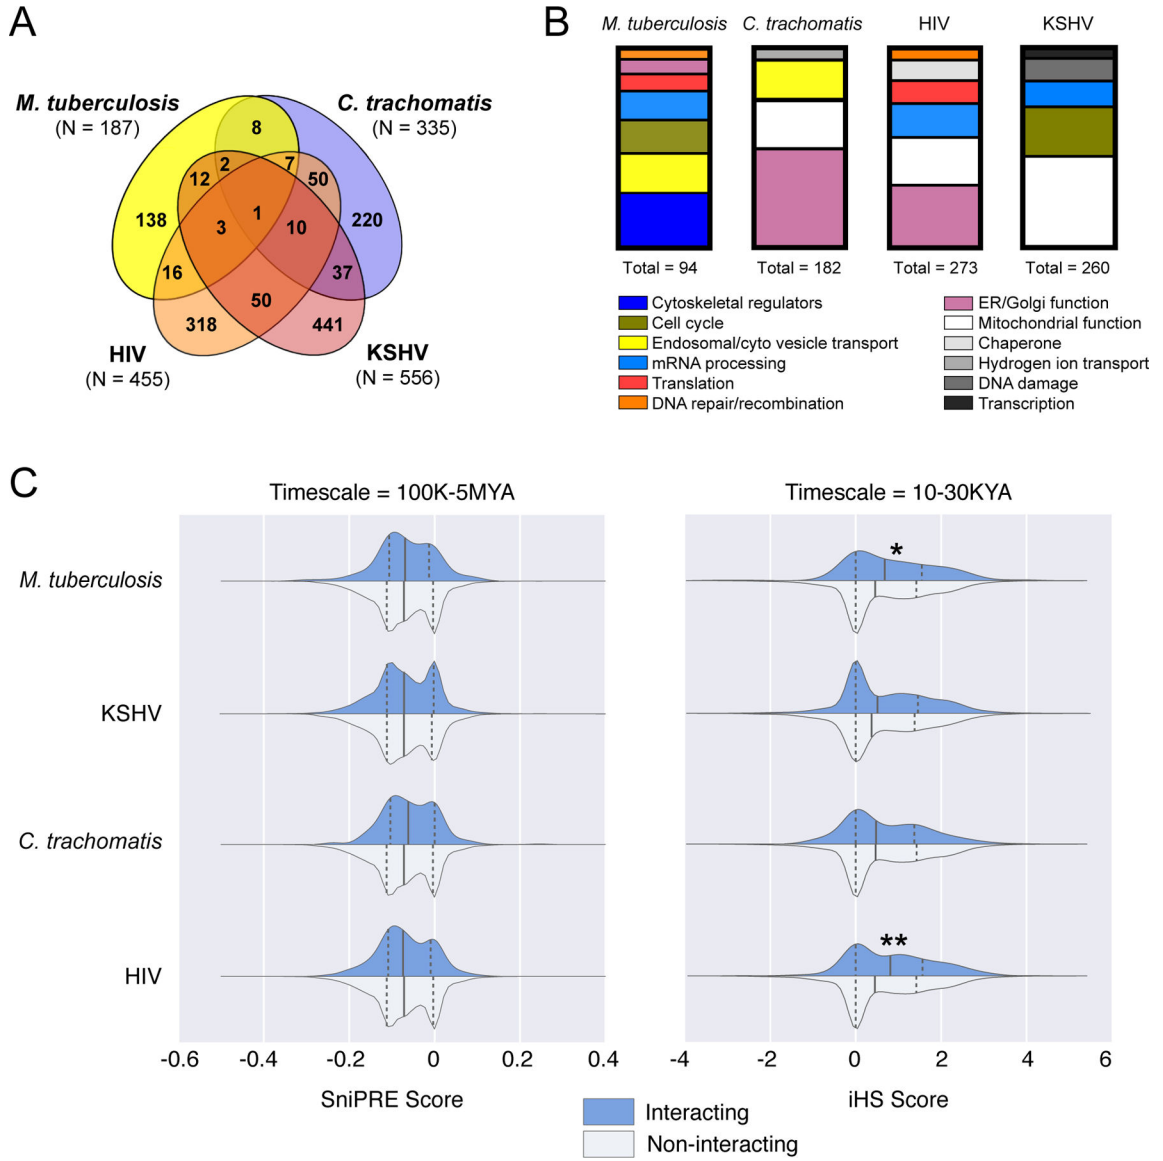 A
M. tuberculosis
(N = 187)
C. trachomatis
(N = 335)
8
2
7
12
50
138
3
1
10
220
16
37
50
318
441
HIV
(N = 455)
KSHV
(N = 556)
B
M. tuberculosis
C. trachomatis
HIV
KSHV
Total = 94
Total = 182
Total = 273
Total = 260
Cytoskeletal regulators
Cell cycle
Endosomal/cyto vesicle transport
mRNA processing
Translation
DNA repair/recombination
ER/Golgi function
Mitochondrial function
Chaperone
Hydrogen ion transport
DNA damage
Transcription
C
Timescale = 100K-5MYA
Timescale = 10-30KYA
M. tuberculosis
*
KSHV
C. trachomatis
HIV
**
-0.6 -0.4 -0.2 0 0.2 0.4
-4 -2 0 2 4 6
SniPRE Score
iHS Score
Interacting
Non-interacting